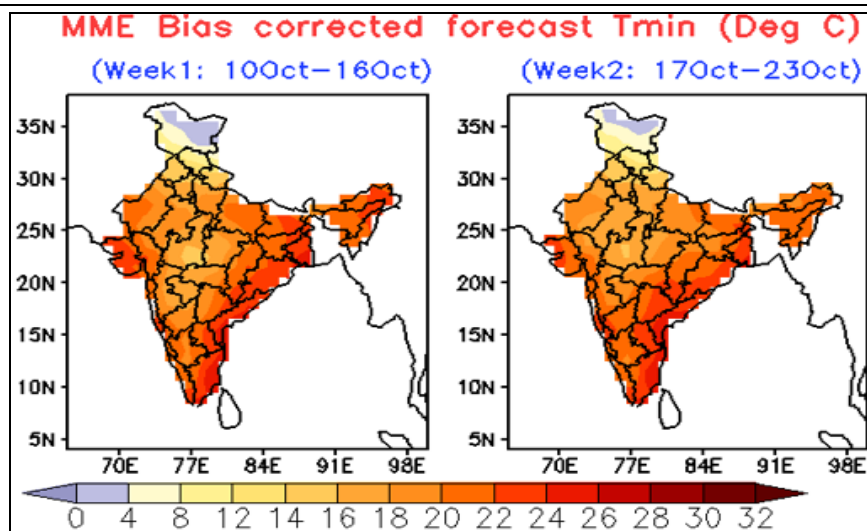 MME Bias corrected forecast Tmin (Deg C)
(Week1: 10Oct-16Oct)
(Week2: 17Oct-23Oct)
35N
30N
25N
20N
15N
10N
5N
70E 77E 84E 91E 98E
35N
30N
25N
20N
15N
10N
5N
70E 77E 84E 91E 98E
0 4 8 12 14 16 18 20 22 24 26 28 30 32